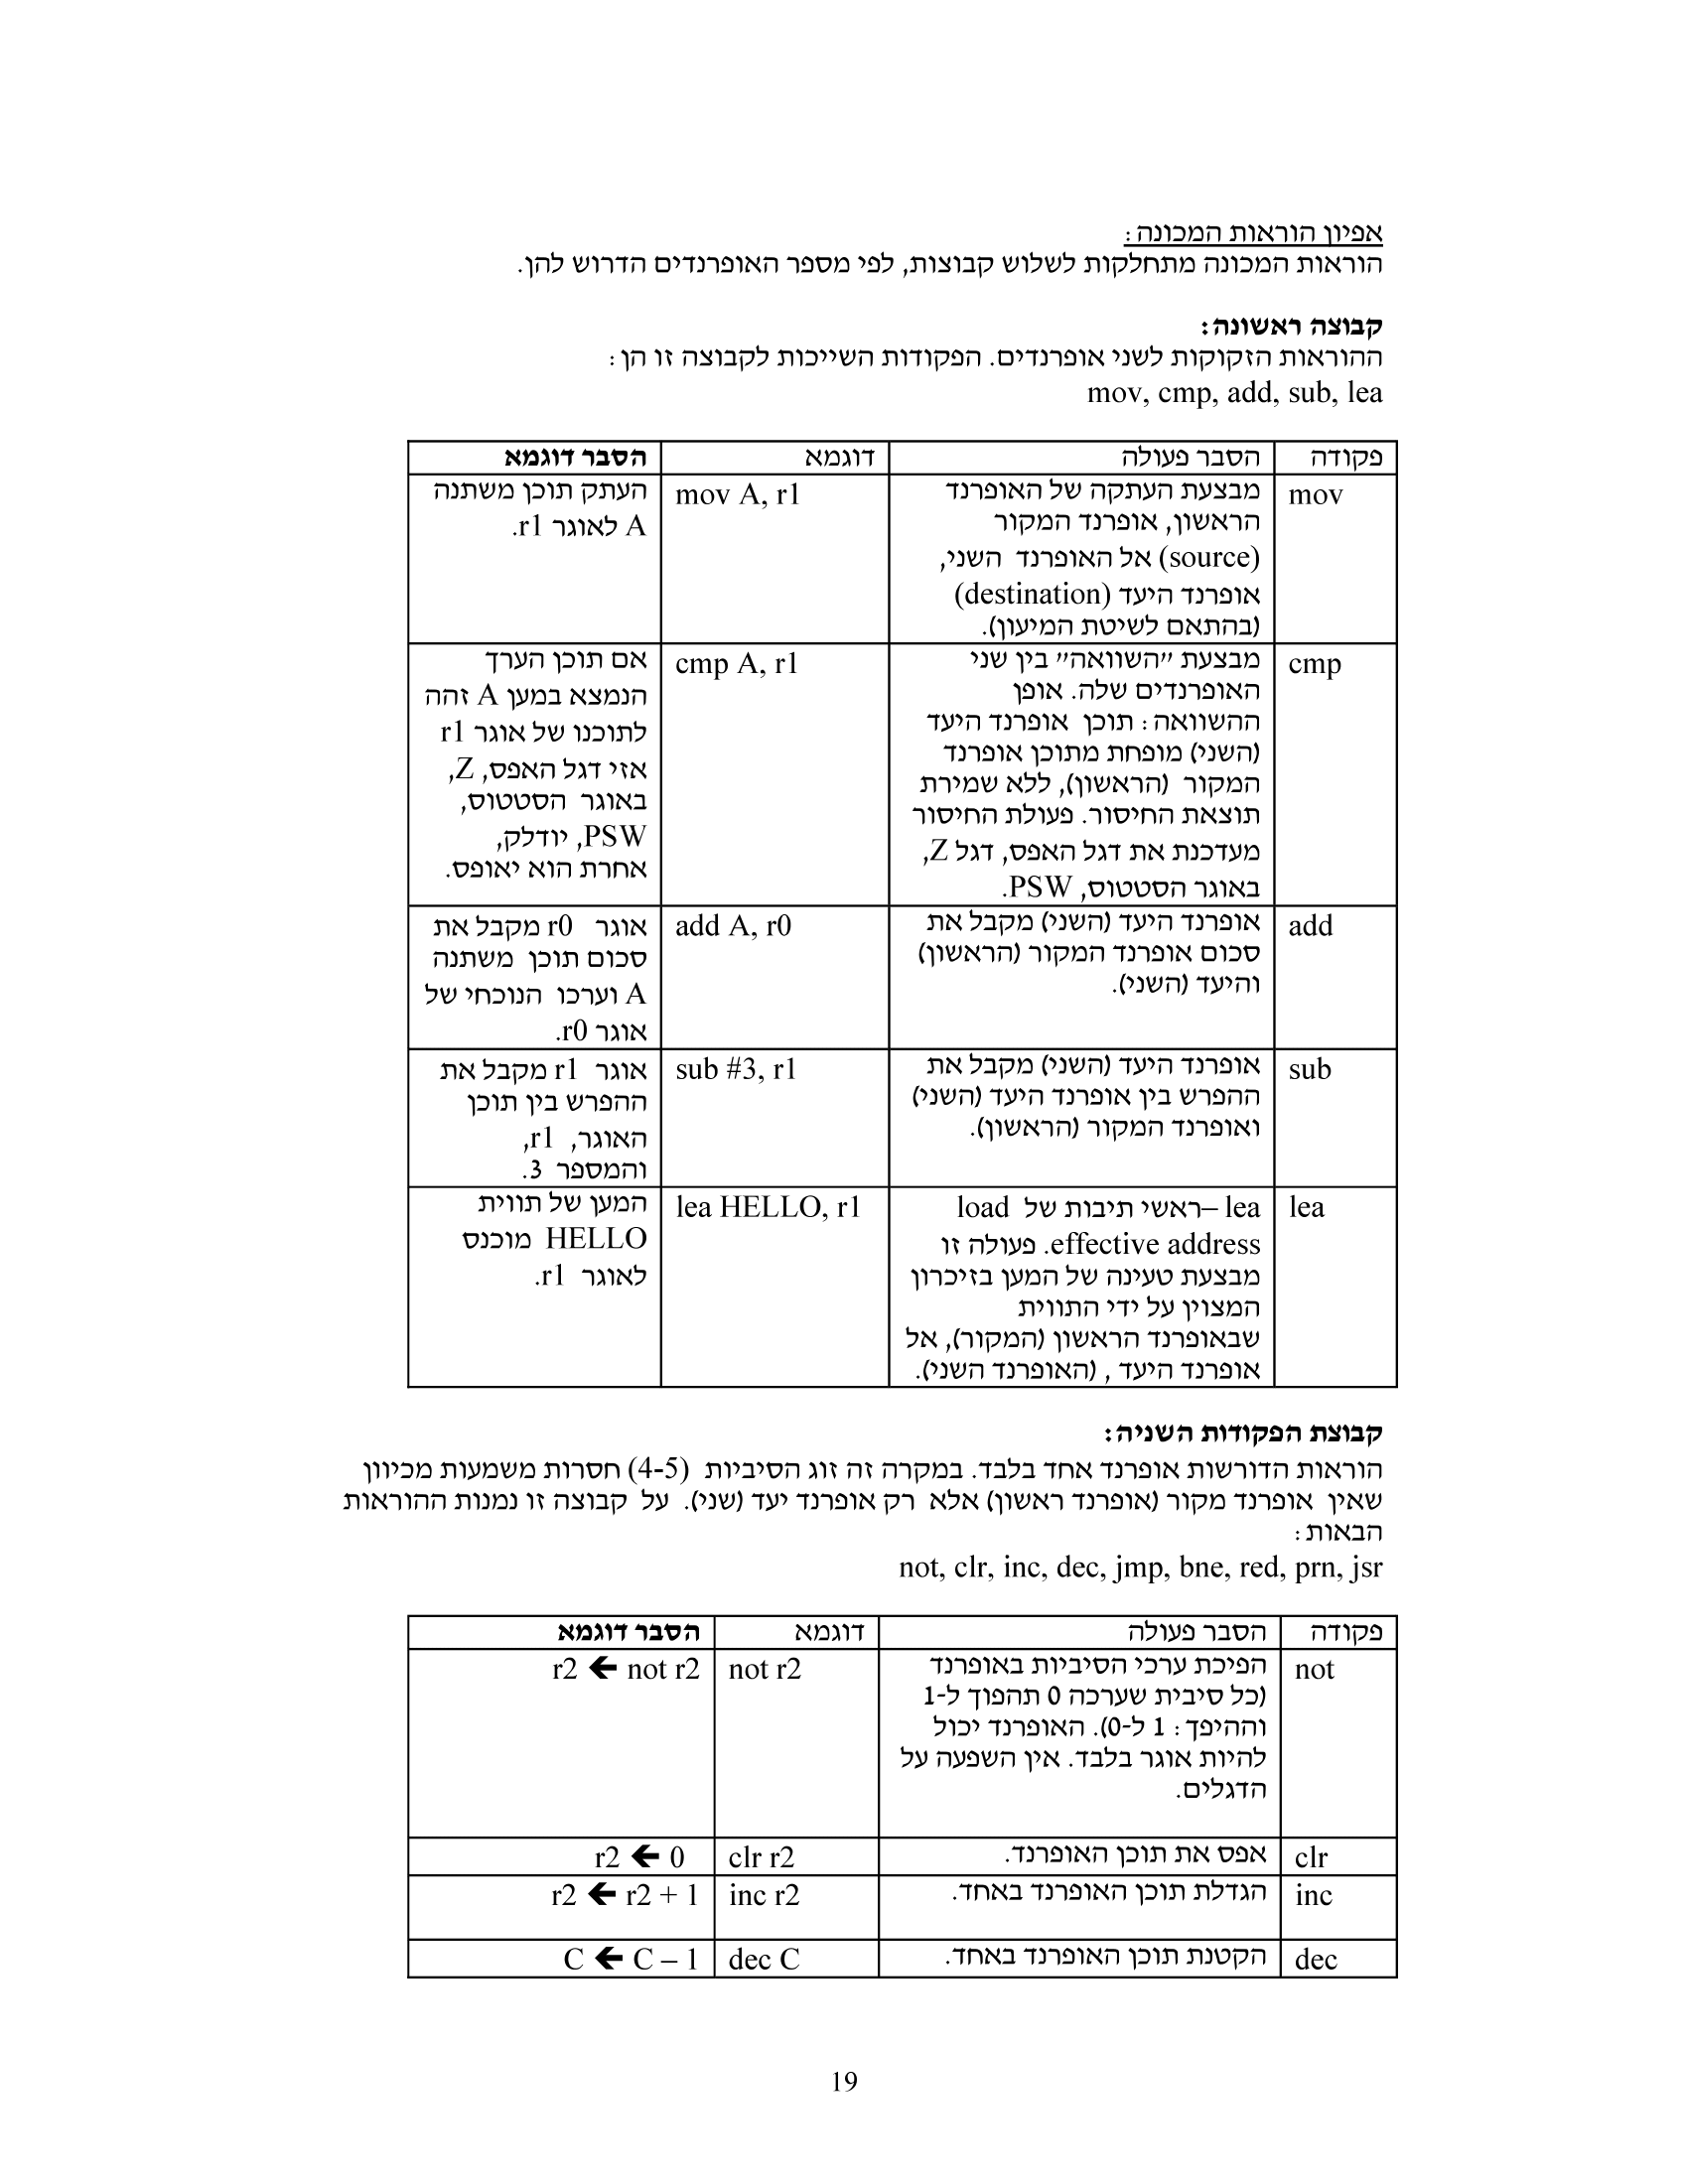 אפיון הוראות המכונה:
הוראות המכונה מתחלקות לשלוש קבוצות, לפי מספר האופרנדים הדרוש להן.
קבוצה ראשונה:
ההוראות הזקוקות לשני אופרנדים. הפקודות השייכות לקבוצה זו הן:
mov, cmp, add, sub, lea
פקודה
הסבר פעולה
דוגמא
הסבר דוגמא
mov
מבצעת העתקה של האופרנד
הראשון, אופרנד המקור
(source) אל האופרנד השני,
אופרנד היעד (destination)
(בהתאם לשיטת המיעון).
mov A, r1
העתק תוכן משתנה
A לאוגר r1.
cmp
מבצעת "השוואה" בין שני
האופרנדים שלה. אופן
ההשוואה: תוכן אופרנד היעד
(השני) מופחת מתוכן אופרנד
המקור (הראשון), ללא שמירת
תוצאת החיסור. פעולת החיסור
מעדכנת את דגל האפס, דגל Z,
באוגר הסטטוס, PSW.
cmp A, r1
אם תוכן הערך
הנמצא במען A זהה
לתוכנו של אוגר r1
אזי דגל האפס, Z,
באוגר הסטטוס,
PSW, יודלק,
אחרת הוא יאופס.
add
אופרנד היעד (השני) מקבל את
סכום אופרנד המקור (הראשון)
והיעד (השני).
add A, r0
אוגר r0 מקבל את
סכום תוכן משתנה
A וערכו הנוכחי של
אוגר r0.
sub
אופרנד היעד (השני) מקבל את
ההפרש בין אופרנד היעד (השני)
ואופרנד המקור (הראשון).
sub #3, r1
אוגר r1 מקבל את
ההפרש בין תוכן
האוגר, r1,
והמספר 3.
lea
lea –ראשי תיבות של load
effective address. פעולה זו
מבצעת טעינה של המען בזיכרון
המצוין על ידי התווית
שבאופרנד הראשון (המקור), אל
אופרנד היעד , (האופרנד השני).
lea HELLO, r1
המען של תווית
HELLO מוכנס
לאוגר r1.
קבוצת הפקודות השניה:
הוראות הדורשות אופרנד אחד בלבד. במקרה זה זוג הסיביות (4-5) חסרות משמעות מכיוון
שאין אופרנד מקור (אופרנד ראשון) אלא רק אופרנד יעד (שני). על קבוצה זו נמנות ההוראות
הבאות:
not, clr, inc, dec, jmp, bne, red, prn, jsr
פקודה
הסבר פעולה
דוגמא
הסבר דוגמא
not
הפיכת ערכי הסיביות באופרנד
(כל סיבית שערכה 0 תהפוך ל-1
וההיפך: 1 ל-0). האופרנד יכול
להיות אוגר בלבד. אין השפעה על
הדגלים.
not r2
r2 🡸 not r2
clr
אפס את תוכן האופרנד.
clr r2
r2 🡸 0
inc
הגדלת תוכן האופרנד באחד.
inc r2
r2 🡸 r2 + 1
dec
הקטנת תוכן האופרנד באחד.
dec C
C 🡸 C – 1
19